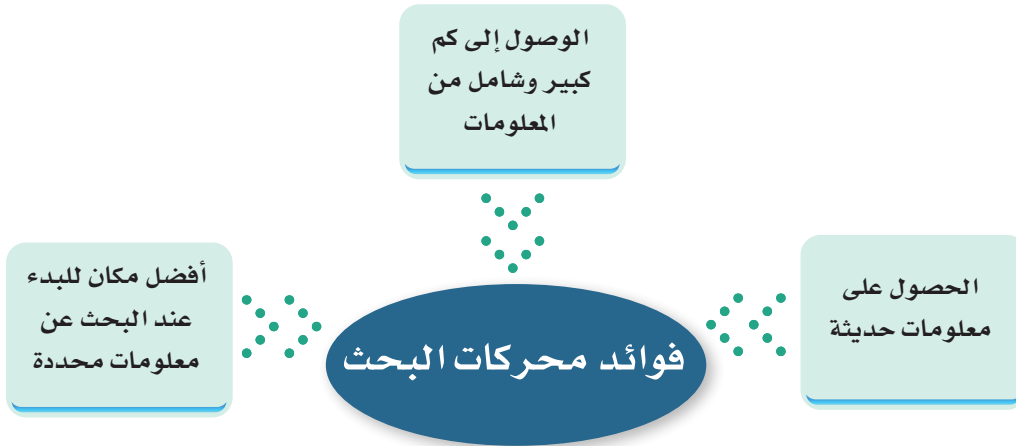 الوصول إلى كم
كبير وشامل من
المعلومات
الحصول على
معلومات حديثة
أفضل مكان للبدء
عند البحث عن
معلومات محددة
فوائد محركات البحث